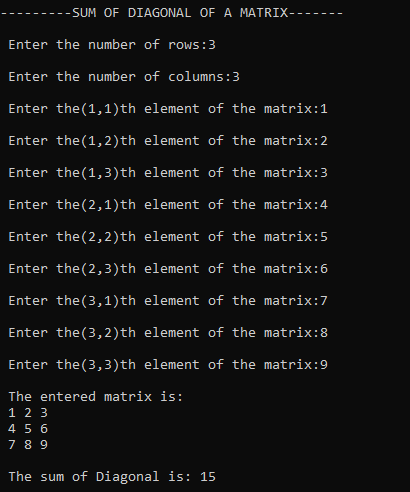 ---------SUM OF DIAGONAL OF A MATRIX-------
Enter the number of rows:3
Enter the number of columns:3
Enter the(1,1)th element of the matrix:1
Enter the(1,2)th element of the matrix:2
Enter the(1,3)th element of the matrix:3
Enter the(2,1)th element of the matrix:4
Enter the(2,2)th element of the matrix:5
Enter the(2,3)th element of the matrix:6
Enter the(3,1)th element of the matrix:7
Enter the(3,2)th element of the matrix:8
Enter the(3,3)th element of the matrix:9
The entered matrix is:
1 2 3
4 5 6
7 8 9
The sum of Diagonal is: 15